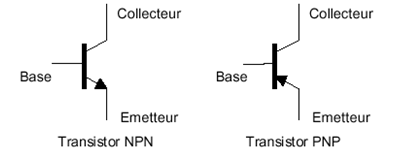 Collecteur
Collecteur
Base
Base
Emetteur
Emetteur
Transistor NPN
Transistor PNP